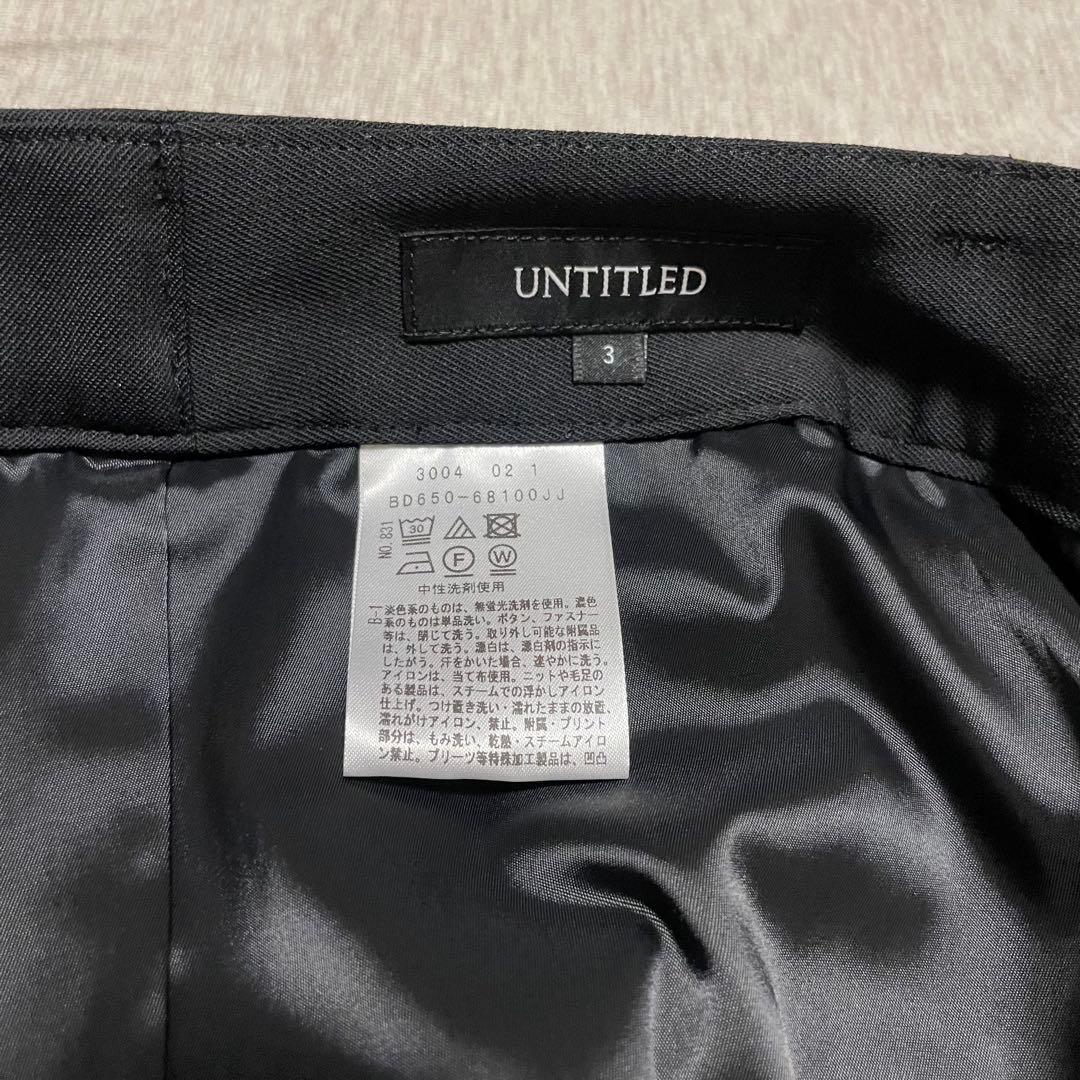 UNTITLED
3
3004 02 1
BD650-68100JJ
NO.831
30
F
W
中性洗剤使用
B-1
淡色系のものは、無蛍光洗剤を使用。濃色
系のものは単品洗い。ボタン、ファスナー
等は、閉じて洗う。取り外し可能な附属品
は、外して洗う。漂白は、漂白剤の指示に
したがう。汗をかいた場合、速やかに洗う。
アイロンは、当て布使用。ニットや毛足の
ある製品は、スチームでの浮かしアイロン
仕上げ。つけ置き洗い・濡れたままの放置、
濡れがけアイロン、禁止。附属・プリント
部分は、もみ洗い、乾熱・スチームアイロ
ン禁止。プリーツ等特殊加工製品は、凹凸